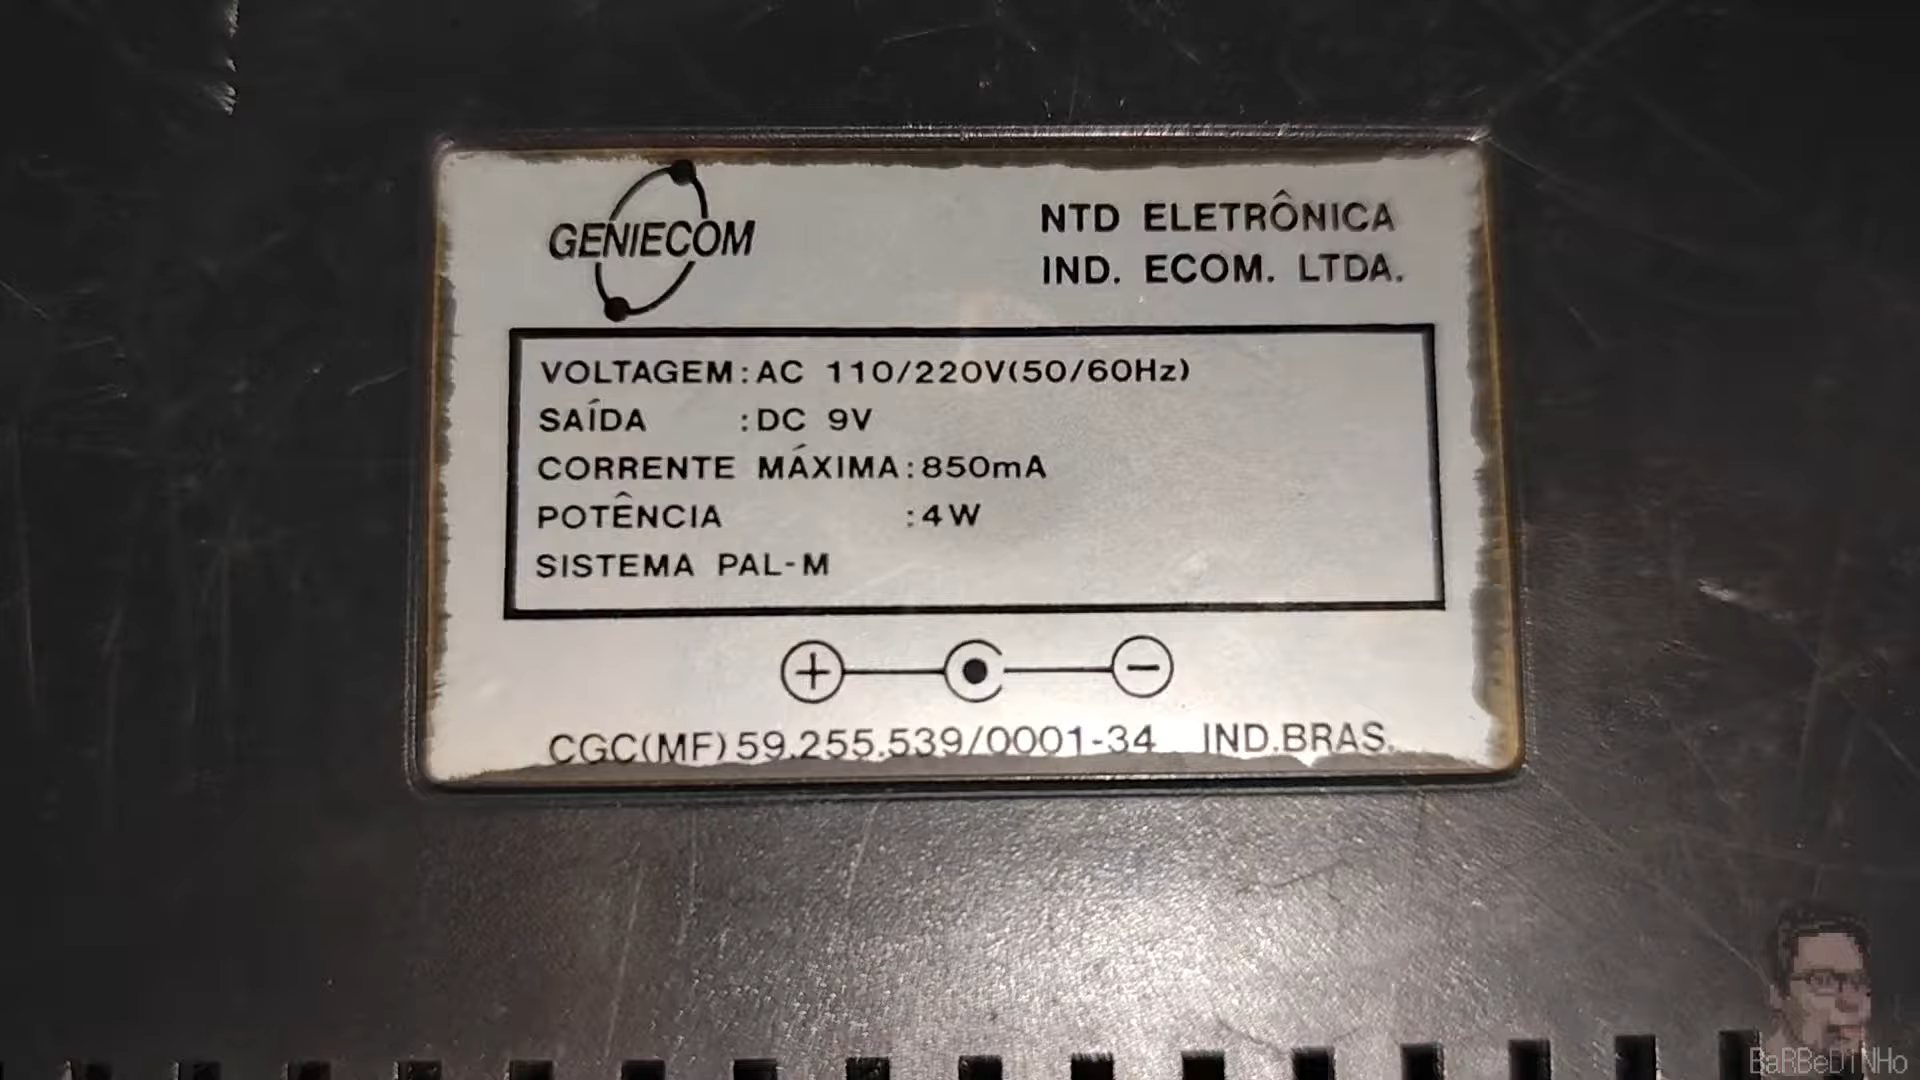 GENIECOM
NTD ELETRÔNICA
IND. ECOM. LTDA.
VOLTAGEM:AC 110/220V(50/60Hz)
SAÍDA :DC 9V
CORRENTE MÁXIMA:850mA
POTÊNCIA :4W
SISTEMA PAL-M
+ -
CGC(MF)59.255.539/0001-34 IND.BRAS.
BaRBeDiNHo